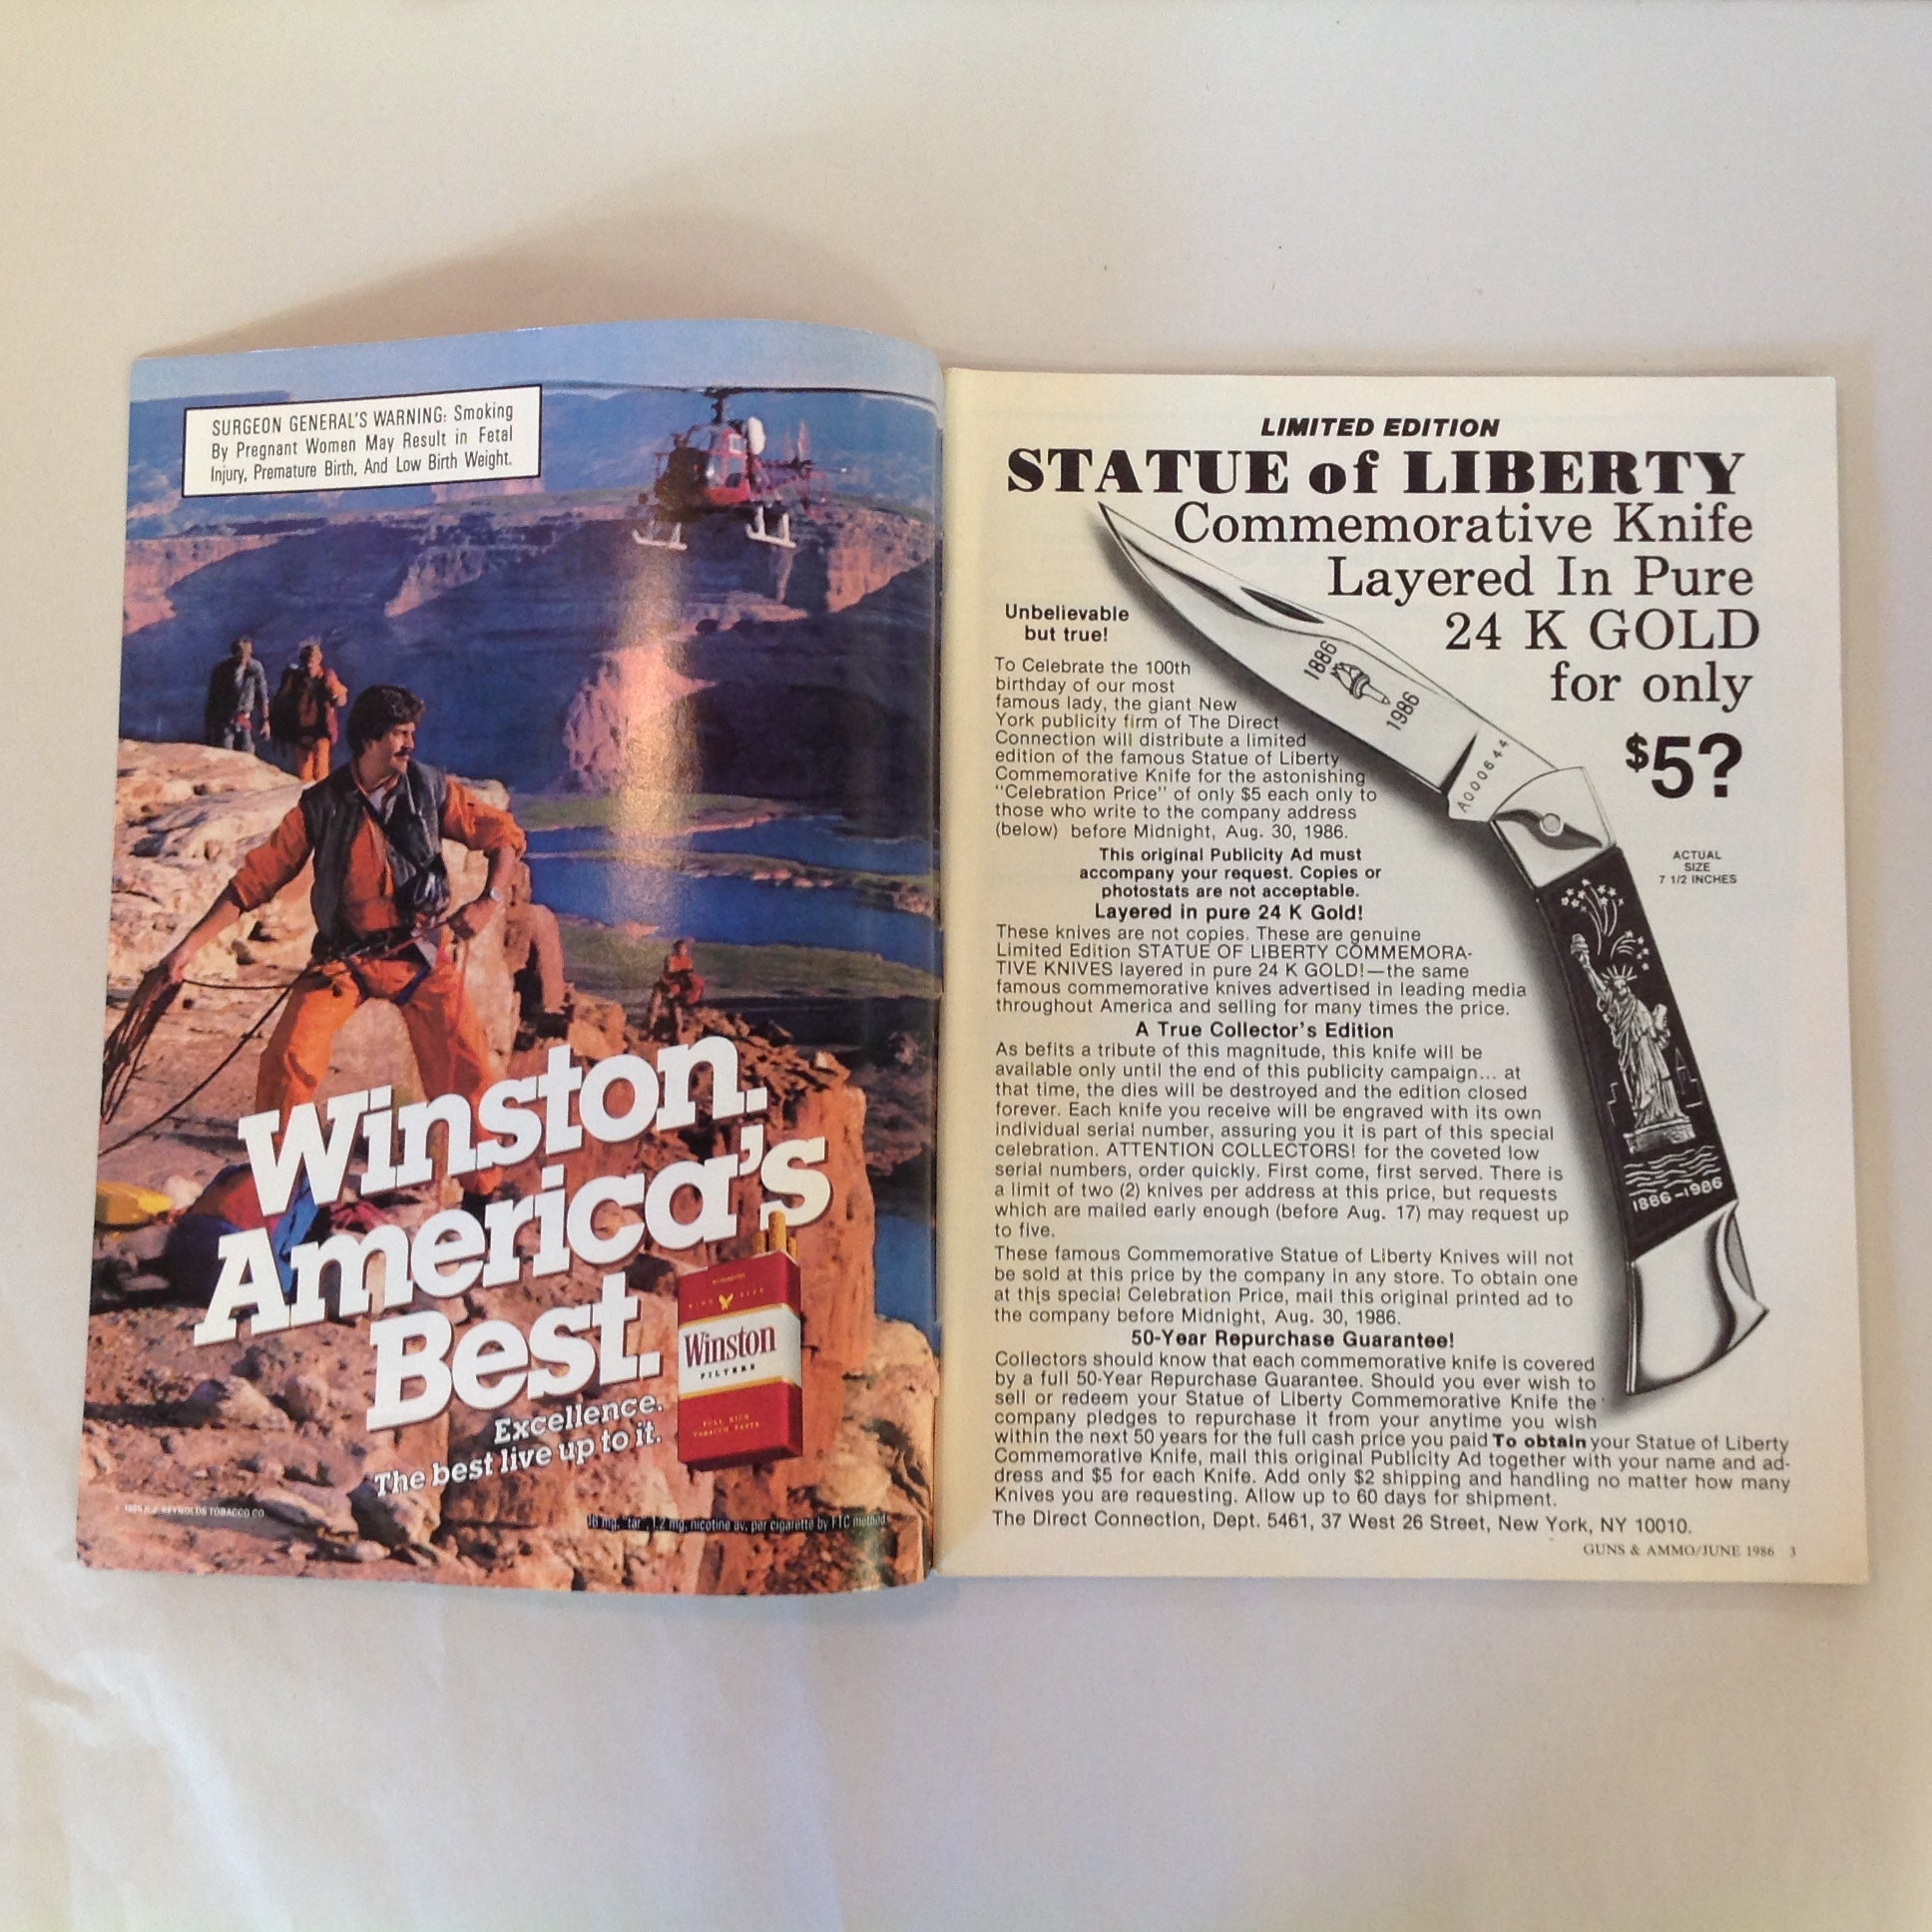 SURGEON GENERAL'S WARNING: Smoking
By Pregnant Women May Result in Fetal
Injury, Premature Birth, And Low Birth Weight.
Winston.
America's
Best.
Excellence.
The best live up to it.
Winston
FILTERS
FULL RICH
TOBACCO TASTE
R.J. REYNOLDS TOBACCO CO.
16 mg. "tar", 1.2 mg. nicotine av. per cigarette by FTC method.
LIMITED EDITION
STATUE of LIBERTY
Commemorative Knife
Layered In Pure
24 K GOLD
for only
$5?
1886
1986
A000644
ACTUAL
SIZE
7 1/2 INCHES
1886-1986
Unbelievable
but true!
To Celebrate the 100th
birthday of our most
famous lady, the giant New
York publicity firm of The Direct
Connection will distribute a limited
edition of the famous Statue of Liberty
Commemorative Knife for the astonishing
"Celebration Price" of only $5 each only to
those who write to the company address
(below) before Midnight, Aug. 30, 1986.
This original Publicity Ad must
accompany your request. Copies or
photostats are not acceptable.
Layered in pure 24 K Gold!
These knives are not copies. These are genuine
Limited Edition STATUE OF LIBERTY COMMEMORA-
TIVE KNIVES layered in pure 24 K GOLD!—the same
famous commemorative knives advertised in leading media
throughout America and selling for many times the price.
A True Collector's Edition
As befits a tribute of this magnitude, this knife will be
available only until the end of this publicity campaign... at
that time, the dies will be destroyed and the edition closed
forever. Each knife you receive will be engraved with its own
individual serial number, assuring you it is part of this special
celebration. ATTENTION COLLECTORS! for the coveted low
serial numbers, order quickly. First come, first served. There is
a limit of two (2) knives per address at this price, but requests
which are mailed early enough (before Aug. 17) may request up
to five.
These famous Commemorative Statue of Liberty Knives will not
be sold at this price by the company in any store. To obtain one
at this special Celebration Price, mail this original printed ad to
the company before Midnight, Aug. 30, 1986.
50-Year Repurchase Guarantee!
Collectors should know that each commemorative knife is covered
by a full 50-Year Repurchase Guarantee. Should you ever wish to
sell or redeem your Statue of Liberty Commemorative Knife the
company pledges to repurchase it from your anytime you wish
within the next 50 years for the full cash price you paid To obtain your Statue of Liberty
Commemorative Knife, mail this original Publicity Ad together with your name and ad-
dress and $5 for each Knife. Add only $2 shipping and handling no matter how many
Knives you are requesting. Allow up to 60 days for shipment.
The Direct Connection, Dept. 5461, 37 West 26 Street, New York, NY 10010.
GUNS & AMMO/JUNE 1986 3